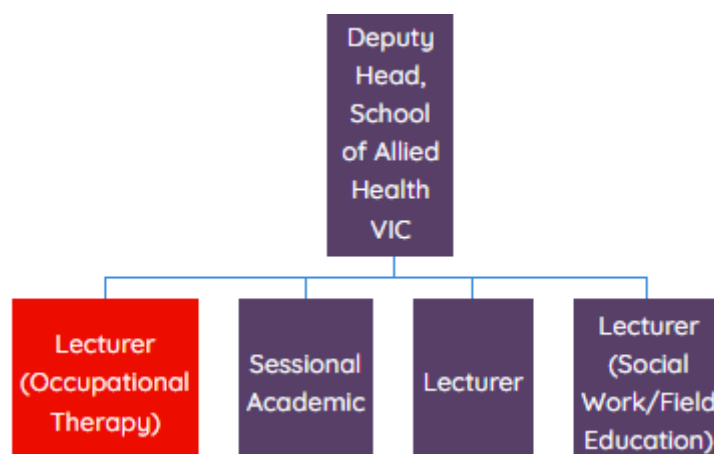 Deputy
Head,
School
of Allied
Health
VIC
Lecturer
(Occupational
Therapy)
Sessional
Academic
Lecturer
Lecturer
(Social
Work/Field
Education)